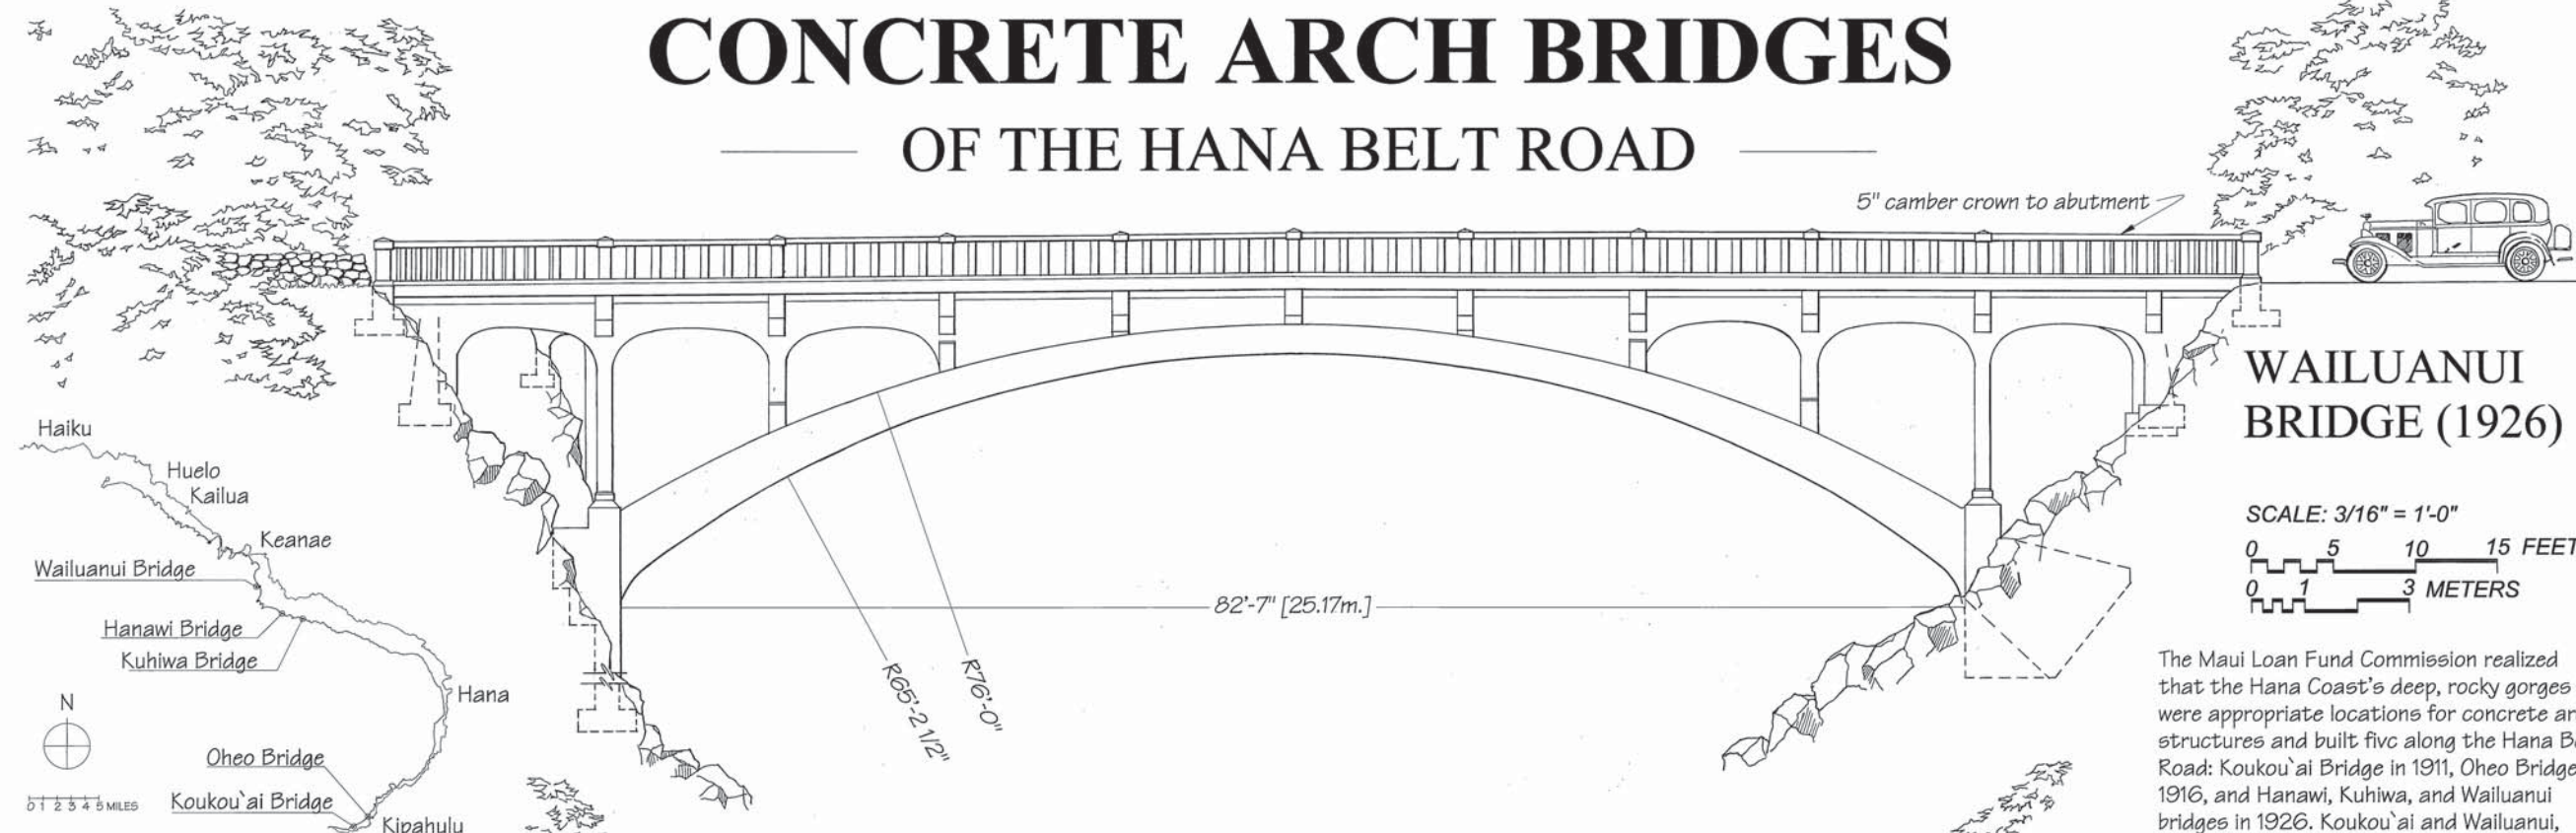 CONCRETE ARCH BRIDGES
OF THE HANA BELT ROAD
5" camber crown to abutment
WAILUANUI
BRIDGE (1926)
SCALE: 3/16" = 1'-0"
0 5 10 15 FEET
0 1 3 METERS
82'-7" [25.17m.]
R65'-2 1/2"
R76'-0"
Haiku
Huelo
Kailua
Keanae
Wailuanui Bridge
Hanawi Bridge
Kuhiwa Bridge
N
Hana
Oheo Bridge
Koukou`ai Bridge
Kipahulu
0 1 2 3 4 5 MILES
The Maui Loan Fund Commission realized
that the Hana Coast's deep, rocky gorges
were appropriate locations for concrete
structures and built five along the Hana
Road: Koukou`ai Bridge in 1911, Oheo Bridge
1916, and Hanawi, Kuhiwa, and Wailuanui
bridges in 1926. Koukou`ai and Wailuanui,